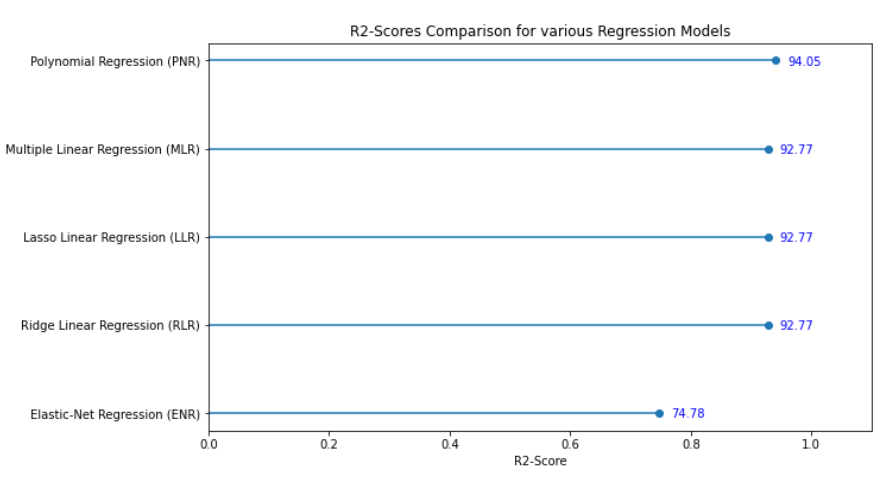 R2-Scores Comparison for various Regression Models
Polynomial Regression (PNR)
94.05
Multiple Linear Regression (MLR)
92.77
Lasso Linear Regression (LLR)
92.77
Ridge Linear Regression (RLR)
92.77
Elastic-Net Regression (ENR)
74.78
0.0 0.2 0.4 0.6 0.8 1.0
R2-Score